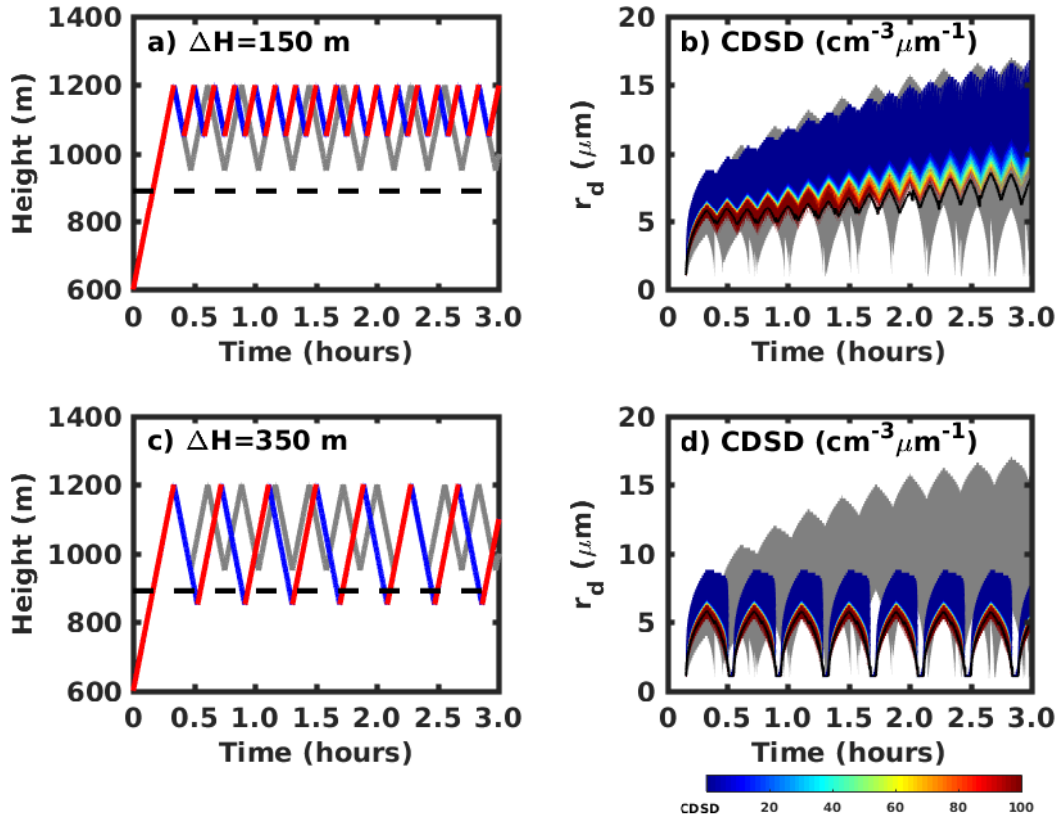 a) ΔH=150 m
Height (m)
1400
1200
1000
800
600
0 0.5 1.0 1.5 2.0 2.5 3.0
Time (hours)
b) CDSD (cm⁻³μm⁻¹)
r_d (μm)
20
15
10
5
0
0 0.5 1.0 1.5 2.0 2.5 3.0
Time (hours)
c) ΔH=350 m
Height (m)
1400
1200
1000
800
600
0 0.5 1.0 1.5 2.0 2.5 3.0
Time (hours)
d) CDSD (cm⁻³μm⁻¹)
r_d (μm)
20
15
10
5
0
0 0.5 1.0 1.5 2.0 2.5 3.0
Time (hours)
CDSD 20 40 60 80 100